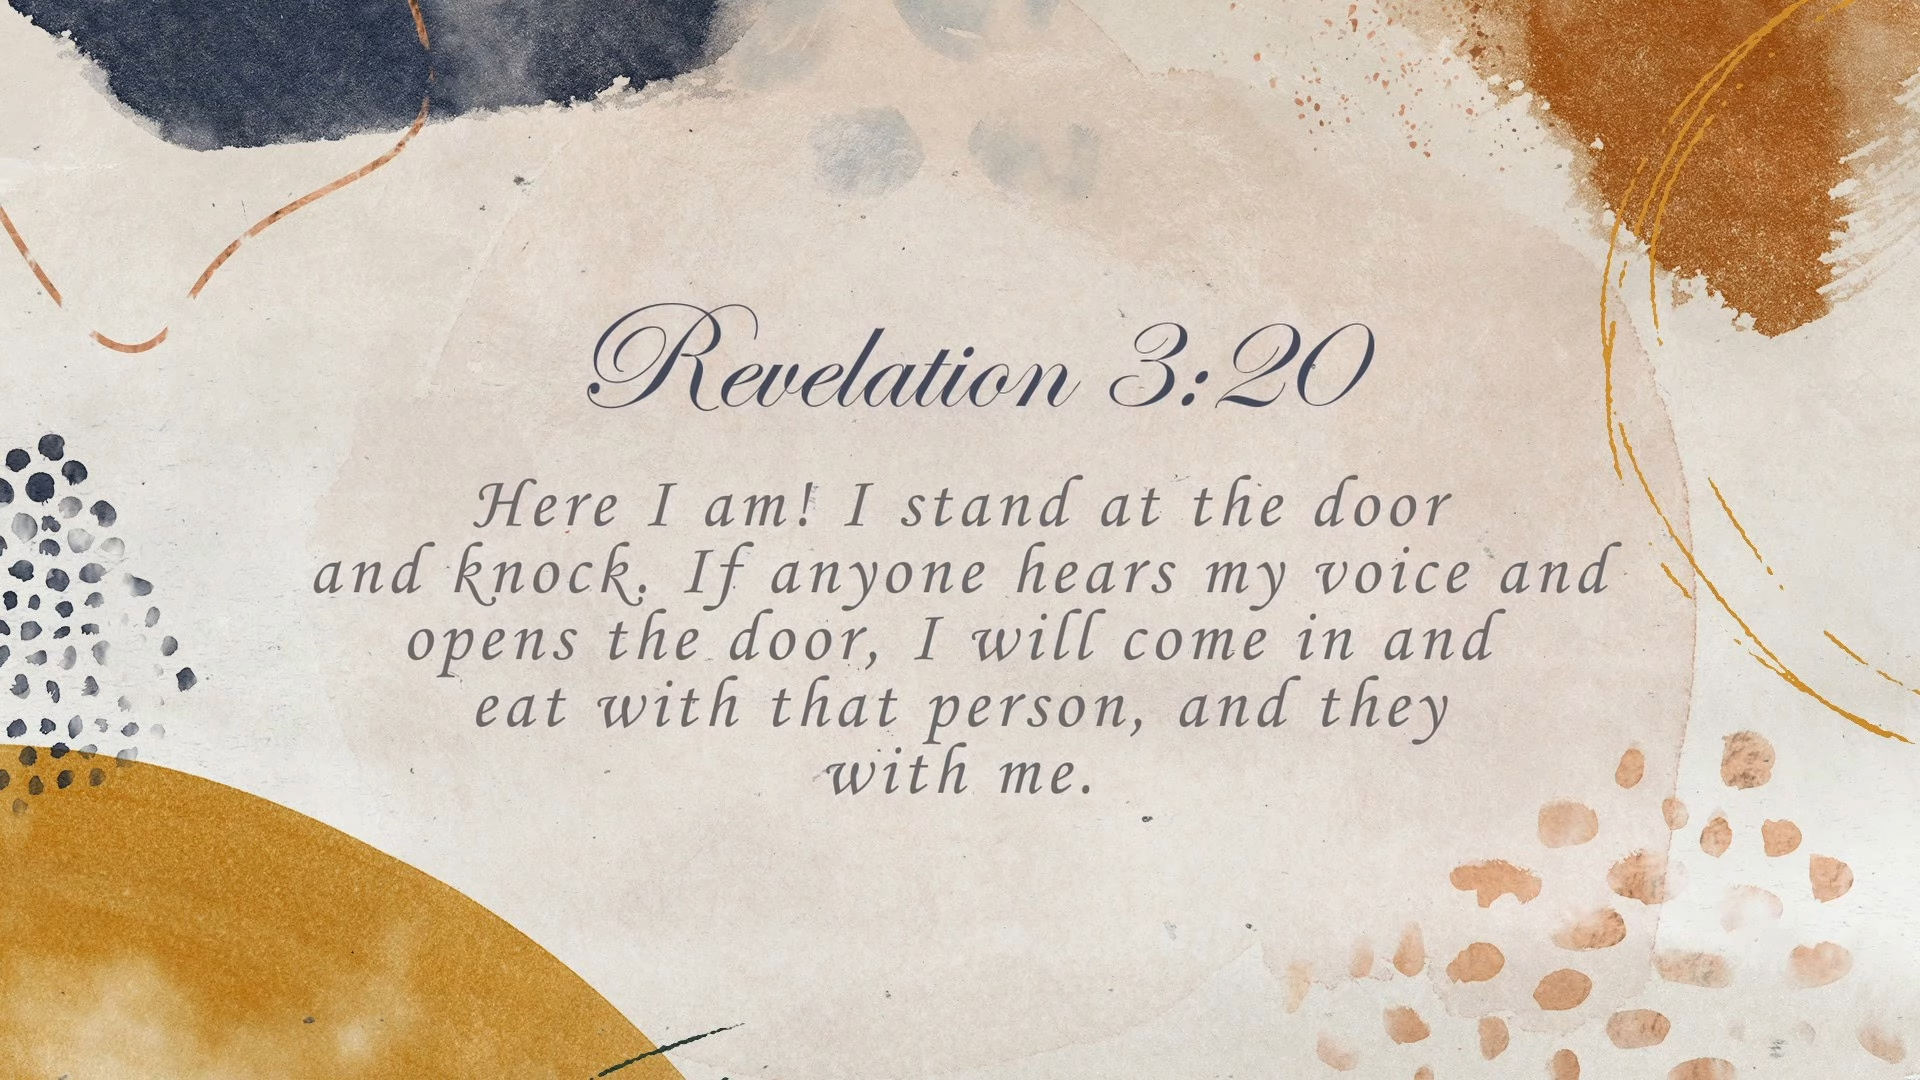 Revelation 3:20
Here I am! I stand at the door
and knock. If anyone hears my voice and
opens the door, I will come in and
eat with that person, and they
with me.